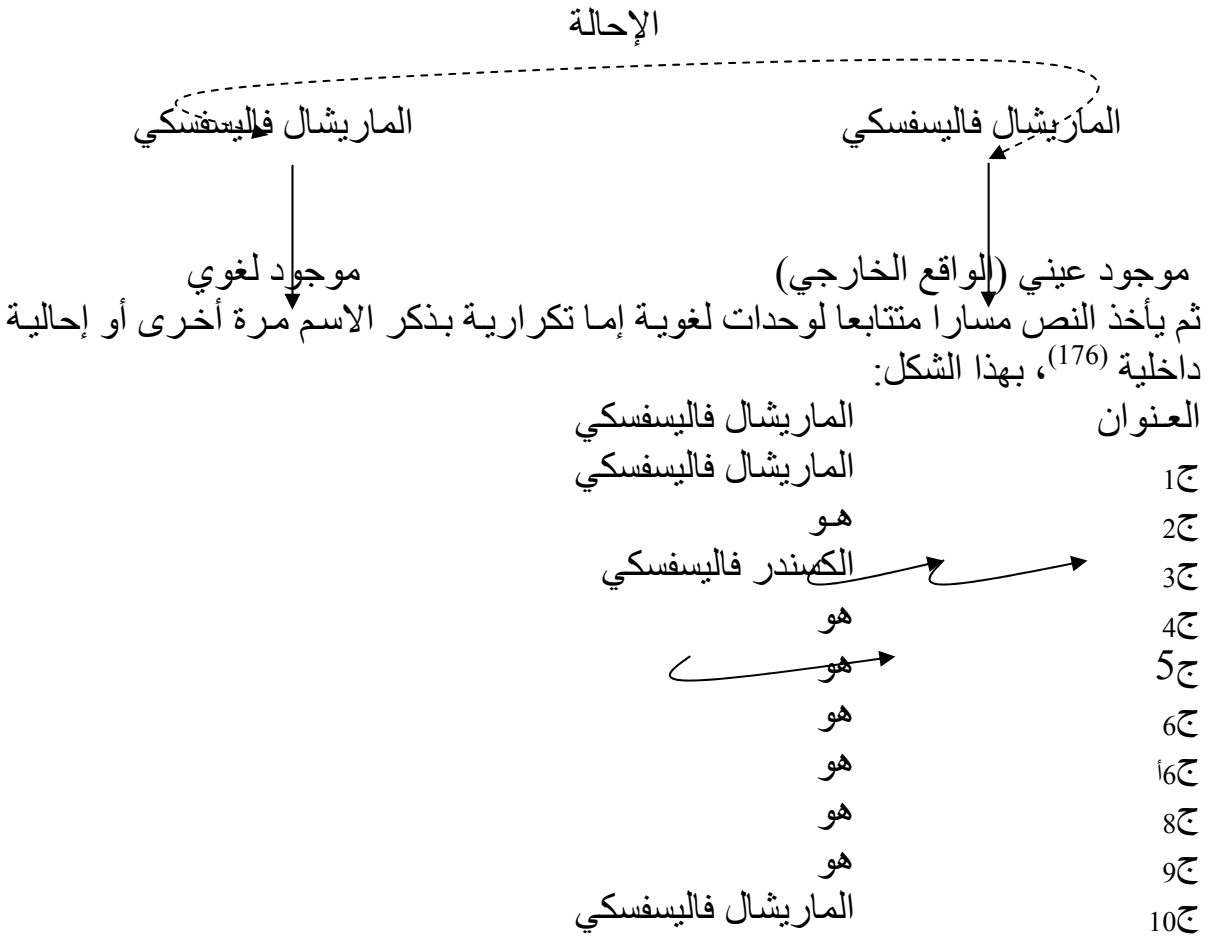 الإحالة
الماريشال فاليسفسكي الماريشال فاليسفسكي
موجود عيني (الواقع الخارجي) موجود لغوي
ثم يأخذ النص مسارا متتابعا لوحدات لغوية إما تكرارية بذكر الاسم مرة أخرى أو إحالية
داخلية (176)، بهذا الشكل:
العنوان الماريشال فاليسفسكي
ج1 الماريشال فاليسفسكي
ج2 هو
ج3 الكسندر فاليسفسكي
ج4 هو
ج5 هو
ج6 هو
ج6أ هو
ج8 هو
ج9 هو
ج10 الماريشال فاليسفسكي